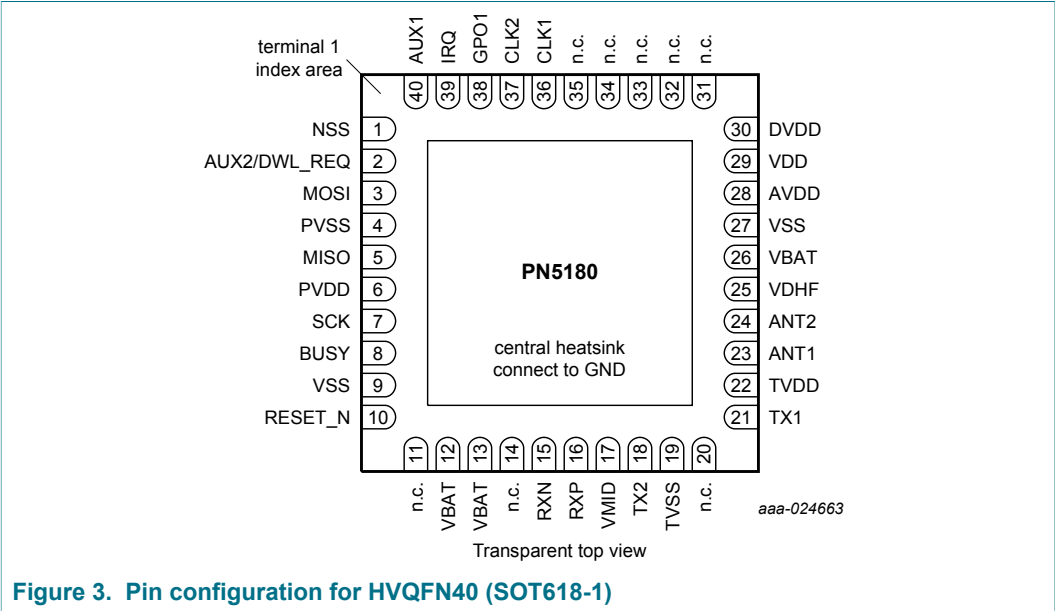 terminal 1
index area
AUX1
IRQ
GPO1
CLK2
CLK1
n.c.
n.c.
n.c.
n.c.
n.c.
40
39
38
37
36
35
34
33
32
31
NSS 1
AUX2/DWL_REQ 2
MOSI 3
PVSS 4
MISO 5
PVDD 6
SCK 7
BUSY 8
VSS 9
RESET_N 10
PN5180
central heatsink
connect to GND
30 DVDD
29 VDD
28 AVDD
27 VSS
26 VBAT
25 VDHF
24 ANT2
23 ANT1
22 TVDD
21 TX1
11
12
13
14
15
16
17
18
19
20
n.c.
VBAT
VBAT
n.c.
RXN
RXP
VMID
TX2
TVSS
n.c.
aaa-024663
Transparent top view
Figure 3. Pin configuration for HVQFN40 (SOT618-1)